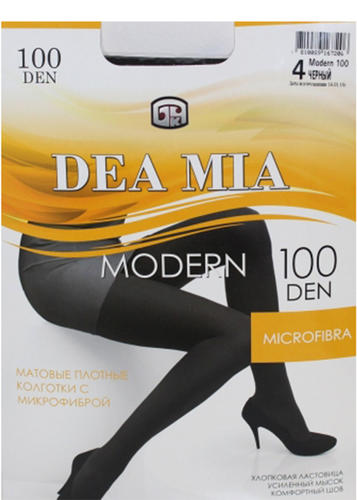 100
DEN
4 Modern 100
ЧЕРНЫЙ
DEA MIA
MODERN
100
DEN
MICROFIBRA
МАТОВЫЕ ПЛОТНЫЕ
КОЛГОТКИ С
МИКРОФИБРОЙ
ХЛОПКОВАЯ ЛАСТОВИЦА
УСИЛЕННЫЙ МЫСОК
КОМФОРТНЫЙ ШОВ